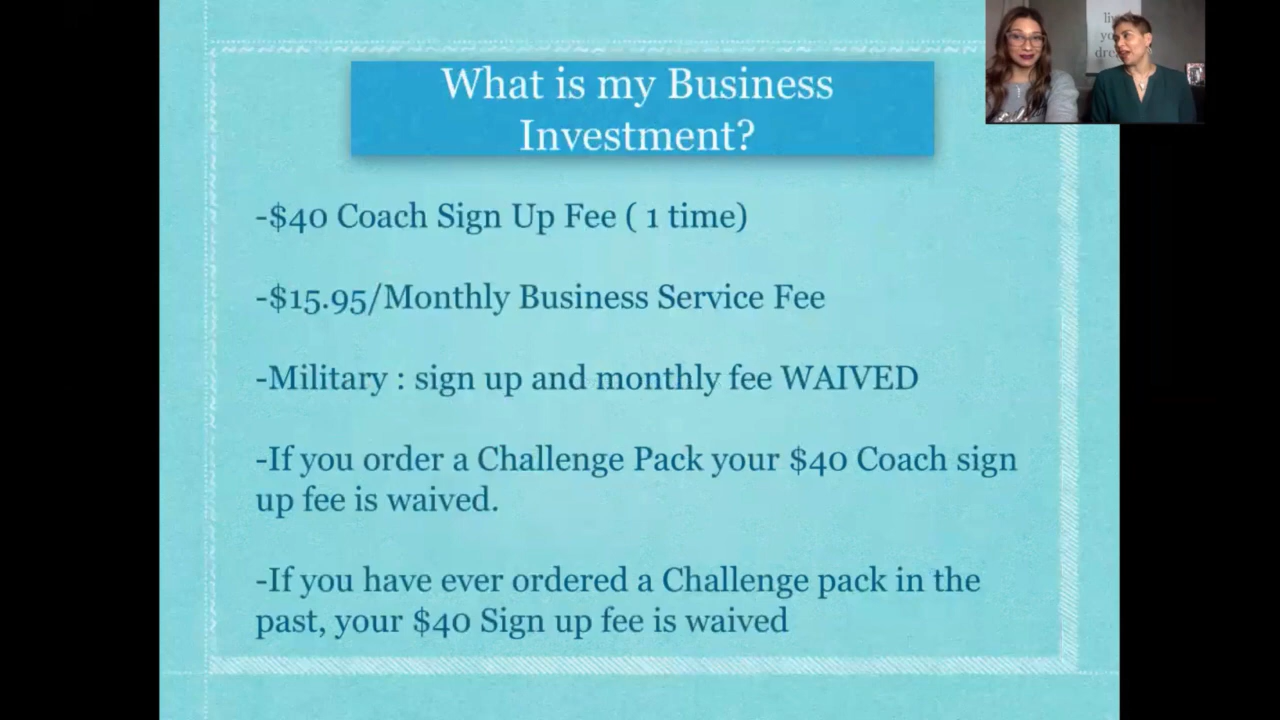 What is my Business
Investment?
-$40 Coach Sign Up Fee ( 1 time)
-$15.95/Monthly Business Service Fee
-Military : sign up and monthly fee WAIVED
-If you order a Challenge Pack your $40 Coach sign
up fee is waived.
-If you have ever ordered a Challenge pack in the
past, your $40 Sign up fee is waived